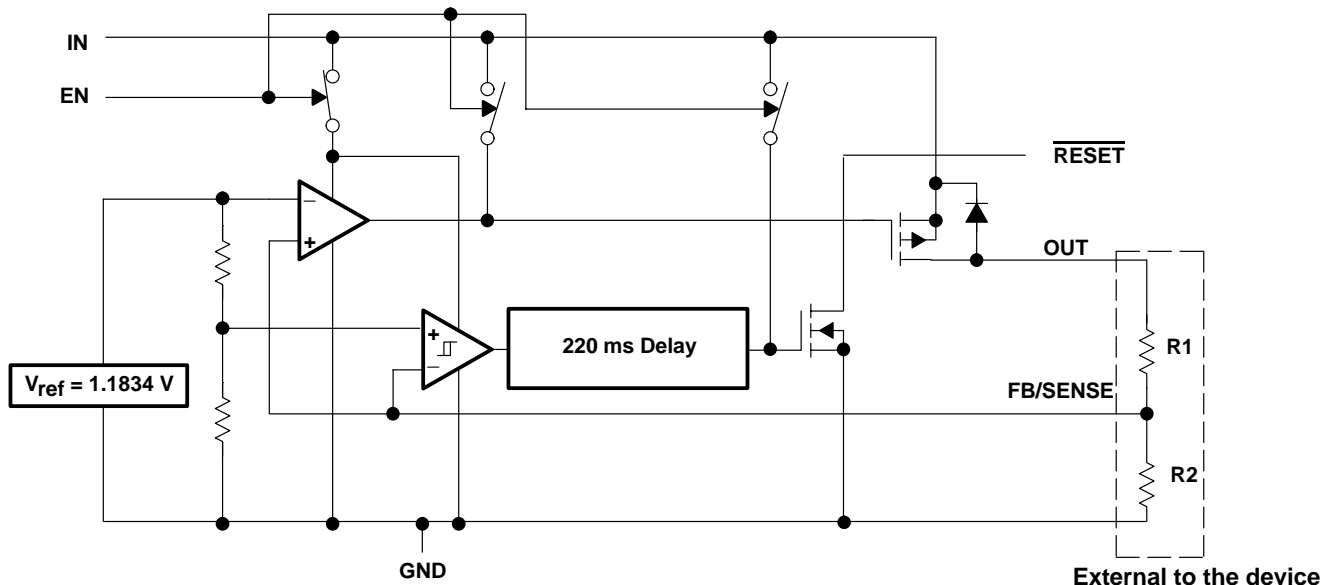 IN
EN
RESET
−
+
OUT
+
−
220 ms Delay
R1
Vref = 1.1834 V
FB/SENSE
R2
GND
External to the device